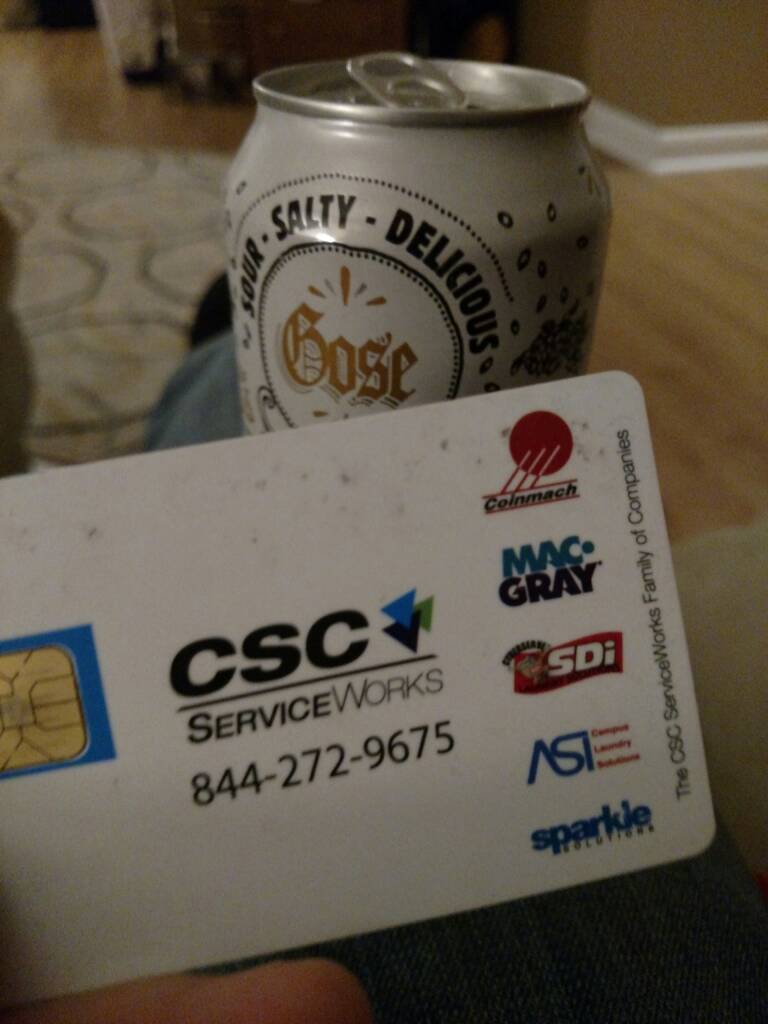 SOUR - SALTY - DELICIOUS
Gose
CSC
SERVICEWORKS
844-272-9675
Coinmach
MAC-GRAY
SDi
ASI Campus
Laundry
Solutions
sparkle
SOLUTIONS
The CSC ServiceWorks Family of Companies